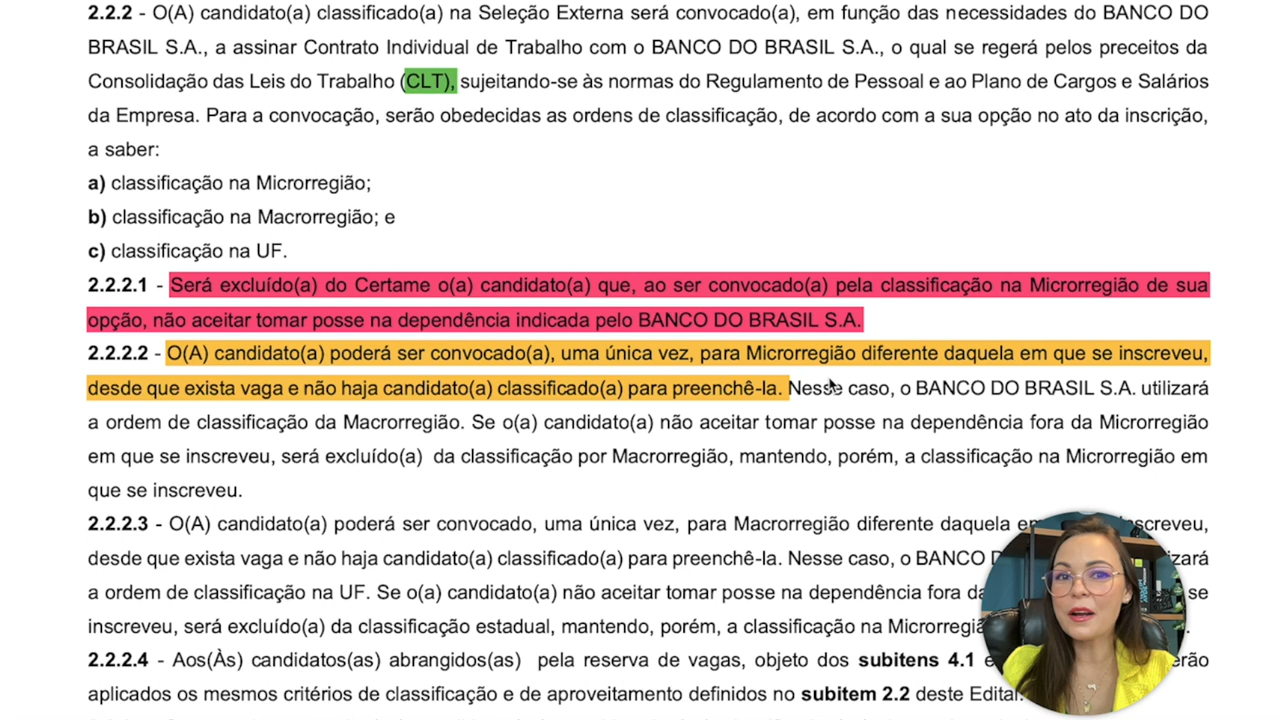 2.2.2 - O(A) candidato(a) classificado(a) na Seleção Externa será convocado(a), em função das necessidades do BANCO DO
BRASIL S.A., a assinar Contrato Individual de Trabalho com o BANCO DO BRASIL S.A., o qual se regerá pelos preceitos da
Consolidação das Leis do Trabalho (CLT), sujeitando-se às normas do Regulamento de Pessoal e ao Plano de Cargos e Salários
da Empresa. Para a convocação, serão obedecidas as ordens de classificação, de acordo com a sua opção no ato da inscrição,
a saber:
a) classificação na Microrregião;
b) classificação na Macrorregião; e
c) classificação na UF.
2.2.2.1 - Será excluído(a) do Certame o(a) candidato(a) que, ao ser convocado(a) pela classificação na Microrregião de sua
opção, não aceitar tomar posse na dependência indicada pelo BANCO DO BRASIL S.A.
2.2.2.2 - O(A) candidato(a) poderá ser convocado(a), uma única vez, para Microrregião diferente daquela em que se inscreveu,
desde que exista vaga e não haja candidato(a) classificado(a) para preenchê-la. Nesse caso, o BANCO DO BRASIL S.A. utilizará
a ordem de classificação da Macrorregião. Se o(a) candidato(a) não aceitar tomar posse na dependência fora da Microrregião
em que se inscreveu, será excluído(a) da classificação por Macrorregião, mantendo, porém, a classificação na Microrregião em
que se inscreveu.
2.2.2.3 - O(A) candidato(a) poderá ser convocado, uma única vez, para Macrorregião diferente daquela
desde que exista vaga e não haja candidato(a) classificado(a) para preenchê-la. Nesse caso, o BANCO
a ordem de classificação na UF. Se o(a) candidato(a) não aceitar tomar posse na dependência fora se
inscreveu, será excluído(a) da classificação estadual, mantendo, porém, a classificação na
2.2.2.4 - Aos(Às) candidatos(as) abrangidos(as) pela reserva de vagas, objeto dos subitens 4.1
aplicados os mesmos critérios de classificação e de aproveitamento definidos no subitem 2.2 deste Edital.